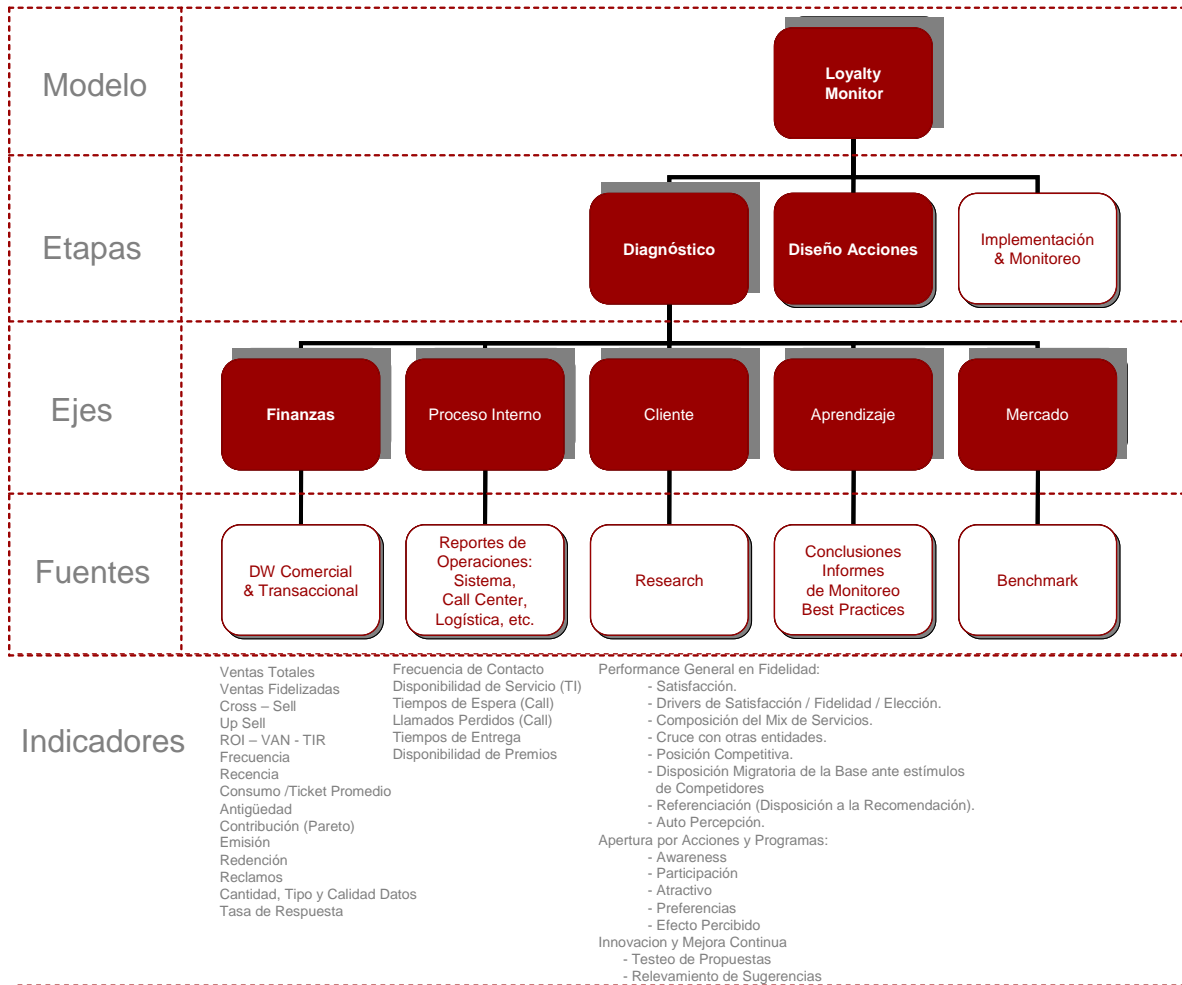 Modelo
Loyalty
Monitor
Etapas
Diagnóstico
Diseño Acciones
Implementación
& Monitoreo
Ejes
Finanzas
Proceso Interno
Cliente
Aprendizaje
Mercado
Fuentes
DW Comercial
& Transaccional
Reportes de
Operaciones:
Sistema,
Call Center,
Logística, etc.
Research
Conclusiones
Informes
de Monitoreo
Best Practices
Benchmark
Indicadores
Ventas Totales
Ventas Fidelizadas
Cross – Sell
Up Sell
ROI – VAN - TIR
Frecuencia
Recencia
Consumo /Ticket Promedio
Antigüedad
Contribución (Pareto)
Emisión
Redención
Reclamos
Cantidad, Tipo y Calidad Datos
Tasa de Respuesta
Frecuencia de Contacto
Disponibilidad de Servicio (TI)
Tiempos de Espera (Call)
Llamados Perdidos (Call)
Tiempos de Entrega
Disponibilidad de Premios
Performance General en Fidelidad:
- Satisfacción.
- Drivers de Satisfacción / Fidelidad / Elección.
- Composición del Mix de Servicios.
- Cruce con otras entidades.
- Posición Competitiva.
- Disposición Migratoria de la Base ante estímulos
de Competidores
- Referenciación (Disposición a la Recomendación).
- Auto Percepción.
Apertura por Acciones y Programas:
- Awareness
- Participación
- Atractivo
- Preferencias
- Efecto Percibido
Innovacion y Mejora Continua
- Testeo de Propuestas
- Relevamiento de Sugerencias